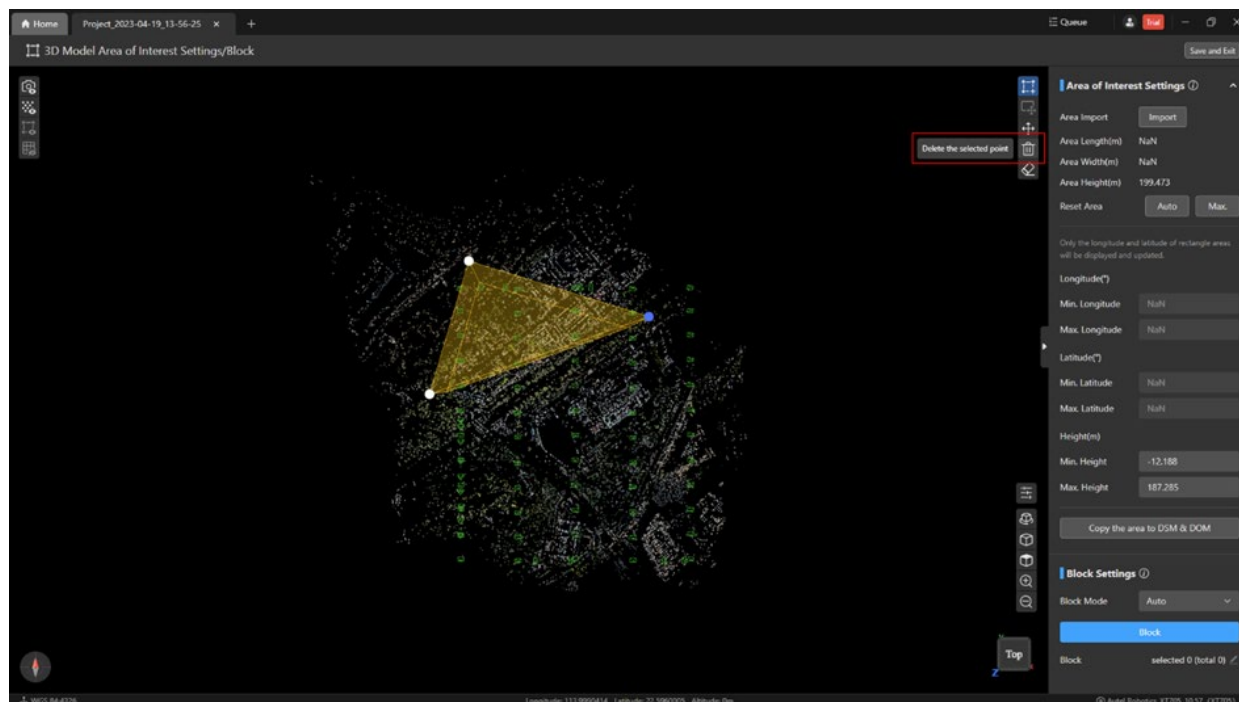 Home Project_2023-04-19_13-56-25 × + Queue Trial
3D Model Area of Interest Settings/Block Save and Exit
Area of Interest Settings
Area Import Import
Delete the selected point
Area Length(m) NaN
Area Width(m) NaN
Area Height(m) 199.473
Reset Area Auto Max.
Only the longitude and latitude of rectangle areas
will be displayed and updated.
Longitude(°)
Min. Longitude NaN
Max. Longitude NaN
Latitude(°)
Min. Latitude NaN
Max. Latitude NaN
Height(m)
Min. Height -12.188
Max. Height 187.285
Copy the area to DSM & DOM
Block Settings
Block Mode Auto
Block
Top
Z
Block selected 0 (total 0)